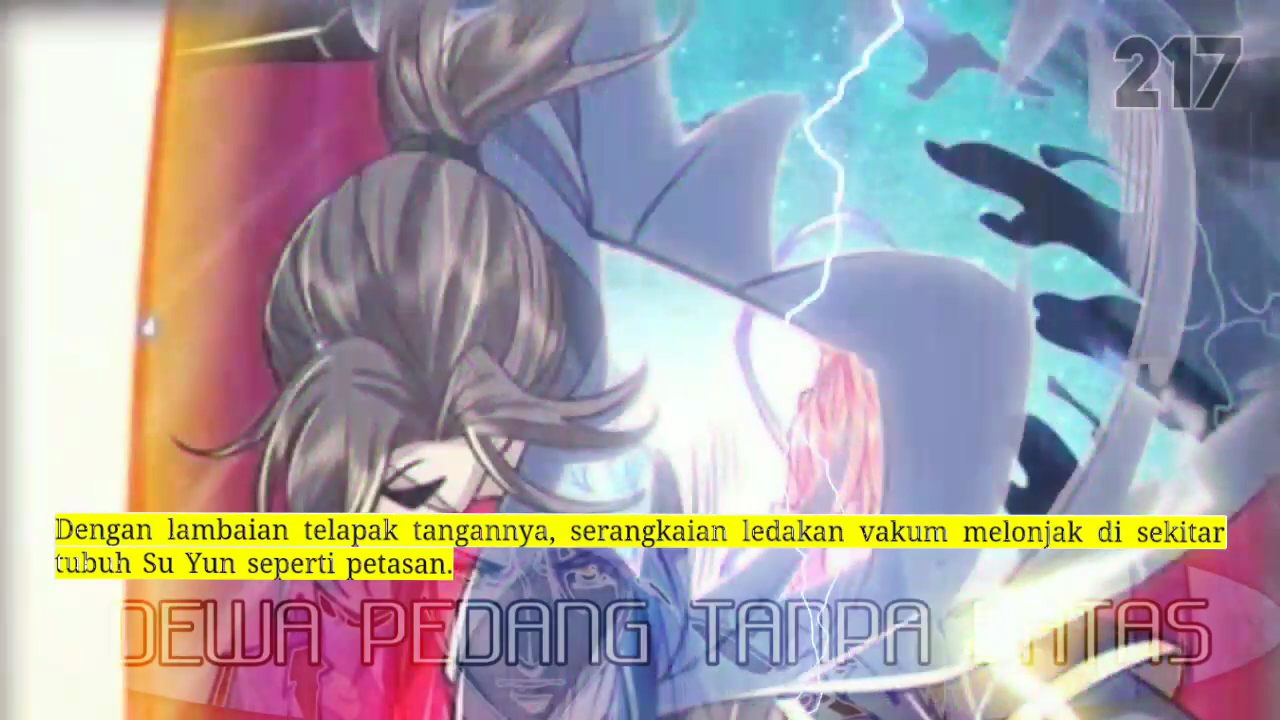 217
Dengan lambaian telapak tangannya, serangkaian ledakan vakum melonjak di sekitar
tubuh Su Yun seperti petasan.
DEWA PEDANG TANPA